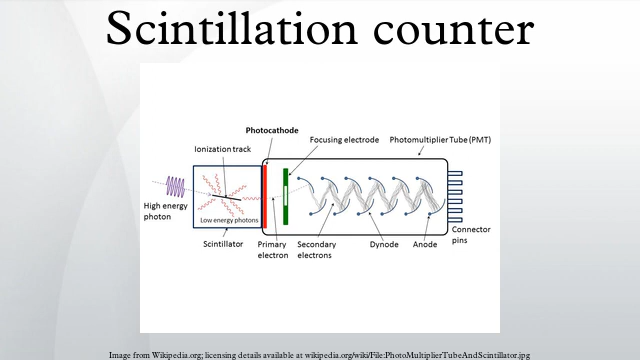 Scintillation counter
Photocathode
Focusing electrode
Photomultiplier Tube (PMT)
Ionization track
High energy
photon
Low energy photons
Scintillator
Primary
electron
Secondary
electrons
Dynode
Anode
Connector
pins
Image from Wikipedia.org; licensing details available at wikipedia.org/wiki/File:PhotoMultiplierTubeAndScintillator.jpg